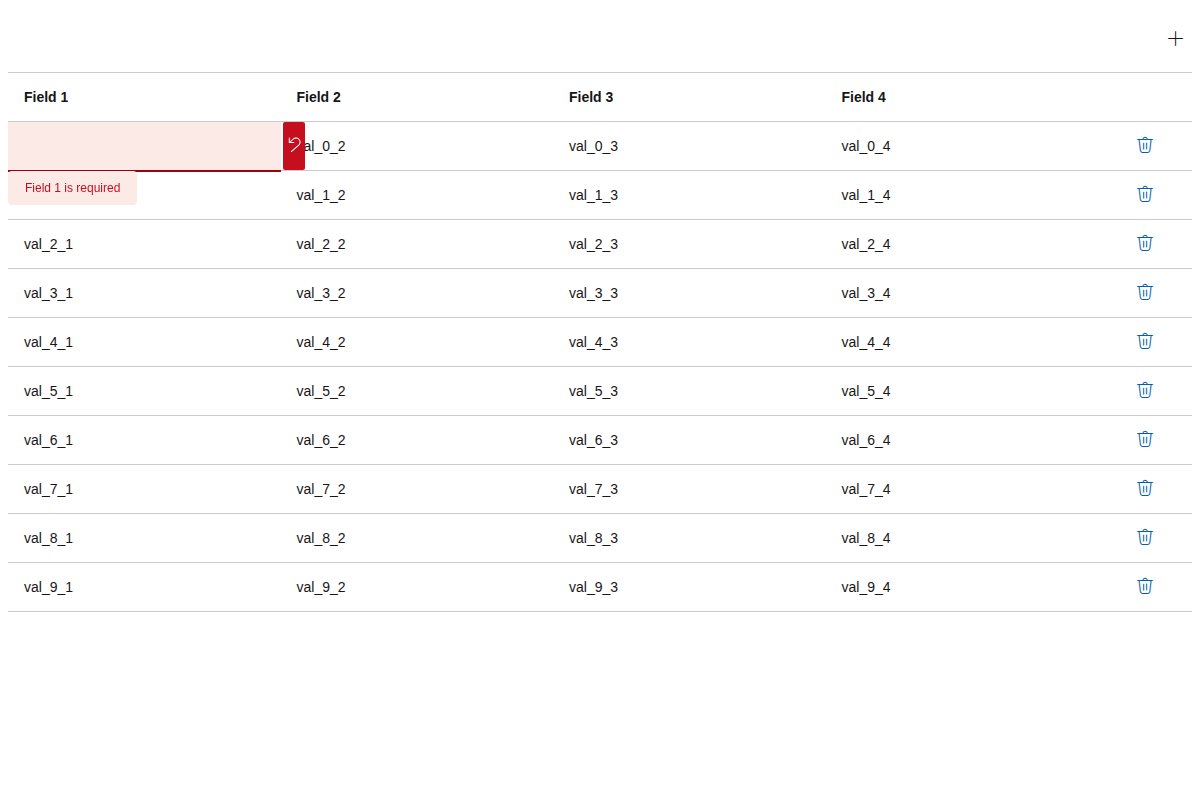 Field 1 Field 2 Field 3 Field 4
al_0_2 val_0_3 val_0_4
Field 1 is required
val_1_2 val_1_3 val_1_4
val_2_1 val_2_2 val_2_3 val_2_4
val_3_1 val_3_2 val_3_3 val_3_4
val_4_1 val_4_2 val_4_3 val_4_4
val_5_1 val_5_2 val_5_3 val_5_4
val_6_1 val_6_2 val_6_3 val_6_4
val_7_1 val_7_2 val_7_3 val_7_4
val_8_1 val_8_2 val_8_3 val_8_4
val_9_1 val_9_2 val_9_3 val_9_4